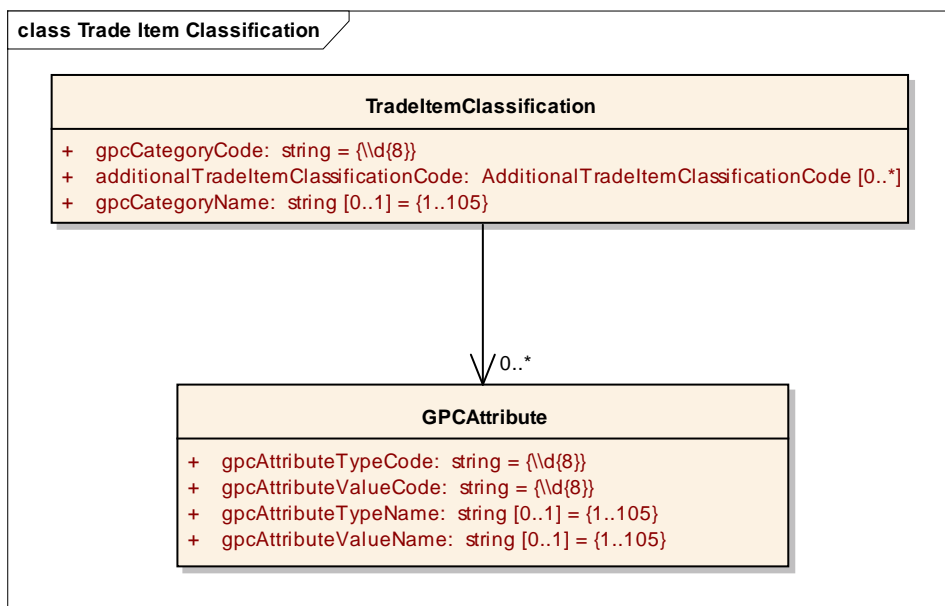 class Trade Item Classification
TradeItemClassification
+ gpcCategoryCode: string = {\\d{8}}
+ additionalTradeItemClassificationCode: AdditionalTradeItemClassificationCode [0..*]
+ gpcCategoryName: string [0..1] = {1..105}
0..*
GPCAttribute
+ gpcAttributeTypeCode: string = {\\d{8}}
+ gpcAttributeValueCode: string = {\\d{8}}
+ gpcAttributeTypeName: string [0..1] = {1..105}
+ gpcAttributeValueName: string [0..1] = {1..105}